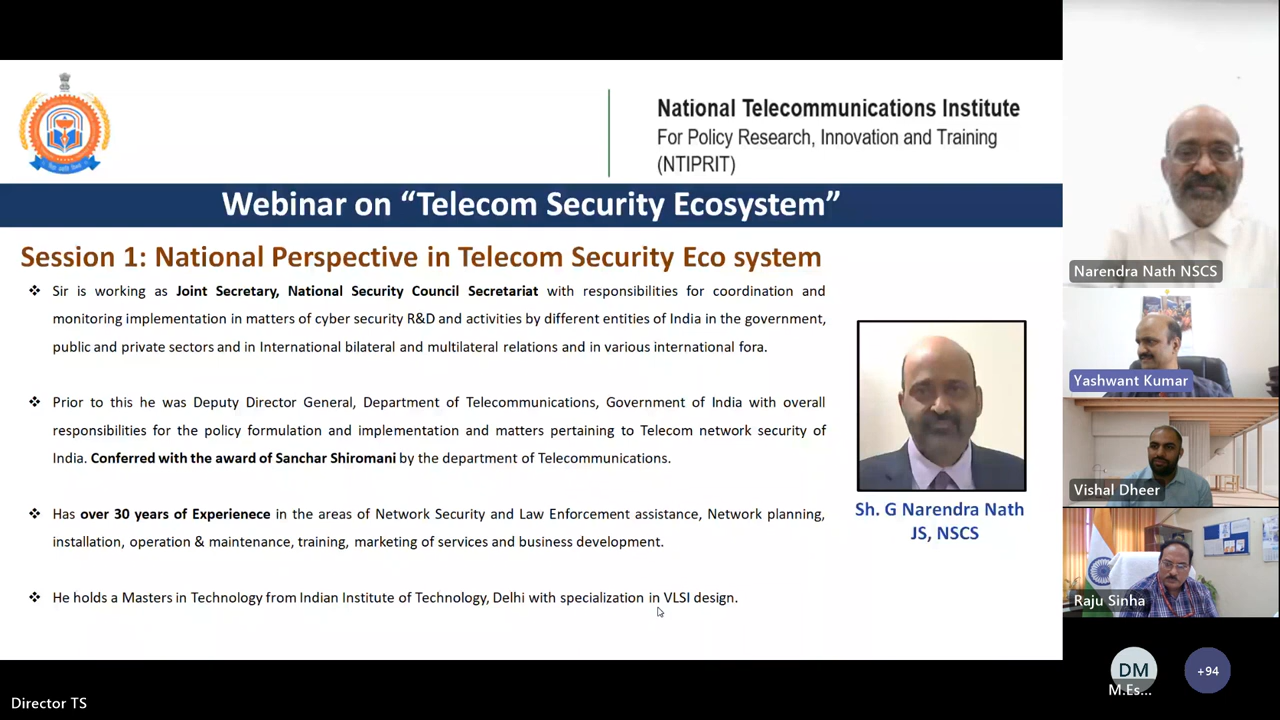 National Telecommunications Institute
For Policy Research, Innovation and Training
(NTIPRIT)
Webinar on “Telecom Security Ecosystem”
Session 1: National Perspective in Telecom Security Eco system
❖ Sir is working as Joint Secretary, National Security Council Secretariat with responsibilities for coordination and
monitoring implementation in matters of cyber security R&D and activities by different entities of India in the government,
public and private sectors and in International bilateral and multilateral relations and in various international fora.
❖ Prior to this he was Deputy Director General, Department of Telecommunications, Government of India with overall
responsibilities for the policy formulation and implementation and matters pertaining to Telecom network security of
India. Conferred with the award of Sanchar Shiromani by the department of Telecommunications.
❖ Has over 30 years of Experienece in the areas of Network Security and Law Enforcement assistance, Network planning,
installation, operation & maintenance, training, marketing of services and business development.
❖ He holds a Masters in Technology from Indian Institute of Technology, Delhi with specialization in VLSI design.
Sh. G Narendra Nath
JS, NSCS
Narendra Nath NSCS
Yashwant Kumar
Vishal Dheer
Raju Sinha
DM
M.Es...
+94
Director TS